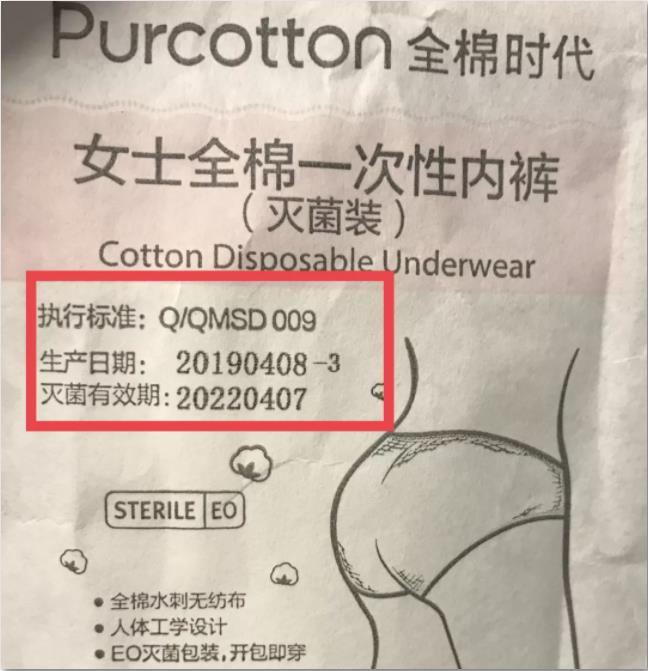 Purcotton 全棉时代
女士全棉一次性内裤
（灭菌装）
Cotton Disposable Underwear
执行标准：Q/QMSD 009
生产日期： 20190408-3
灭菌有效期：20220407
STERILE EO
• 全棉水刺无纺布
• 人体工学设计
• EO灭菌包装，开包即穿